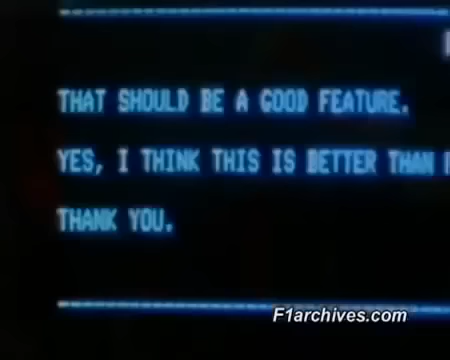 THAT SHOULD BE A GOOD FEATURE.
YES, I THINK THIS IS BETTER THAN
THANK YOU.
F1archives.com